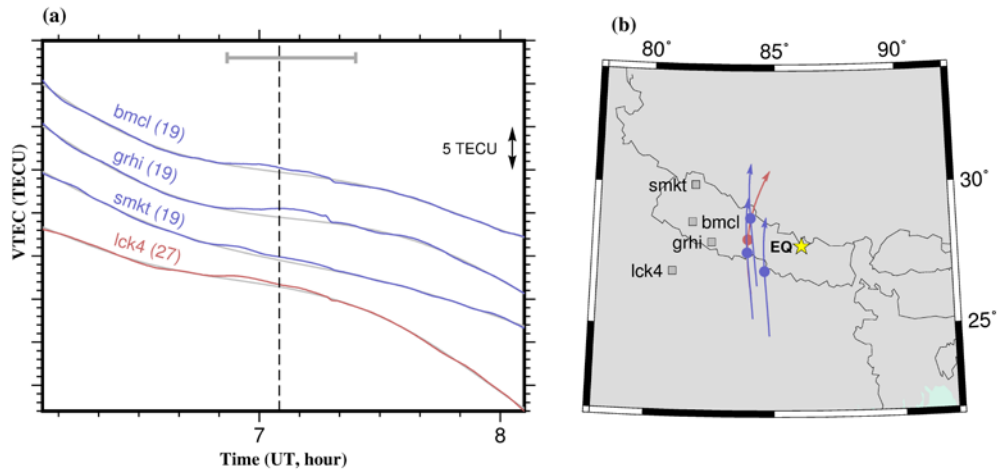 (a)
bmcl (19)
grhi (19)
smkt (19)
lck4 (27)
5 TECU
VTEC (TECU)
7
8
Time (UT, hour)
(b)
80°
85°
90°
30°
25°
smkt
bmcl
grhi
EQ
lck4